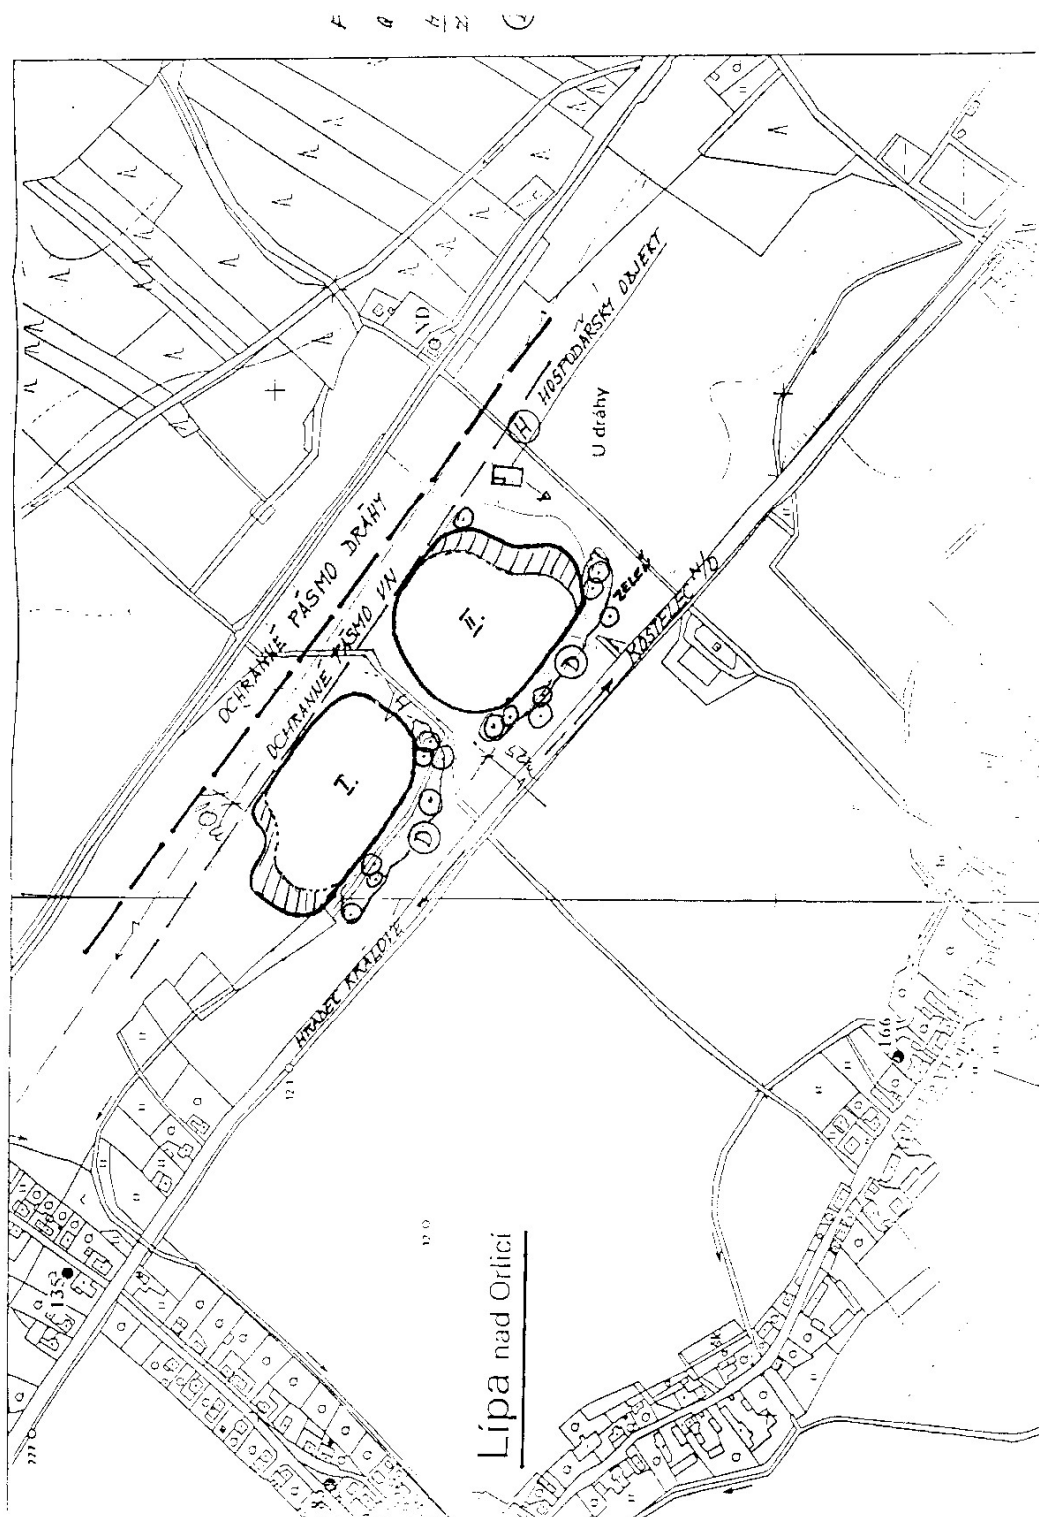 OCHRANNÉ PÁSMO DRÁHY
OCHRANNÉ PÁSMO VN
HOSPODÁŘSKÝ OBJEKT
H
U dráhy
I.
II.
D
D
ZELEŇ
KOSTELEC N/O
HRADEC KRÁLOVÉ
Lípa nad Orlicí
135
166